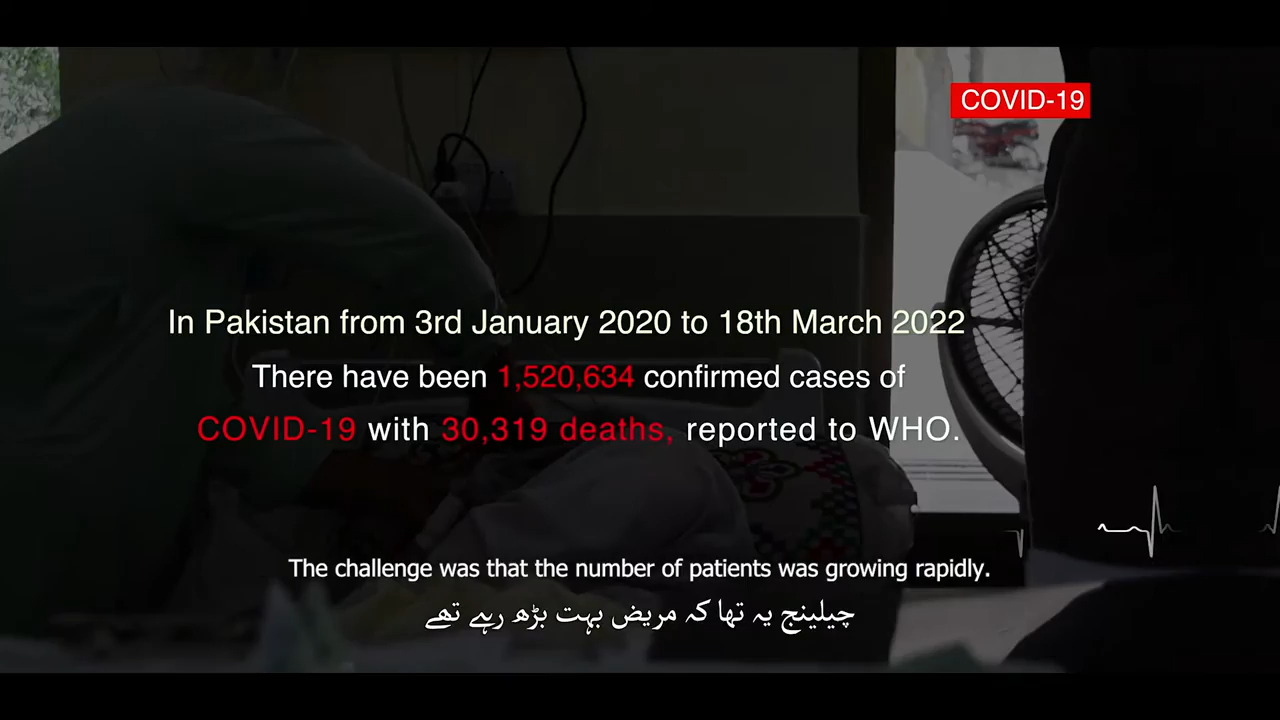 COVID-19
In Pakistan from 3rd January 2020 to 18th March 2022
There have been 1,520,634 confirmed cases of
COVID-19 with 30,319 deaths, reported to WHO.
The challenge was that the number of patients was growing rapidly.
چیلینج یہ تھا کہ مریض بہت بڑھ رہے تھے